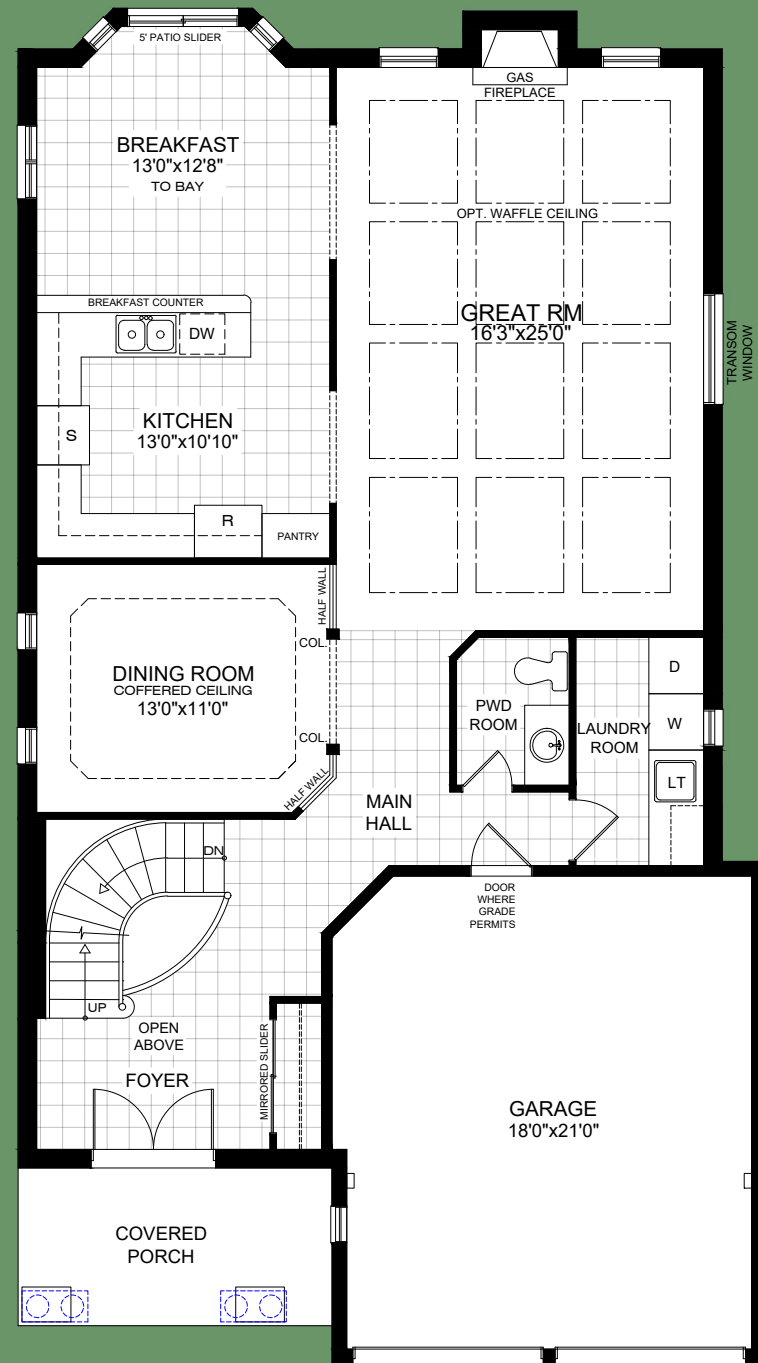 5' PATIO SLIDER
GAS
FIREPLACE
BREAKFAST
13'0"x12'8"
TO BAY
OPT. WAFFLE CEILING
BREAKFAST COUNTER
DW
GREAT RM
16'3"x25'0"
TRANSOM
WINDOW
KITCHEN
13'0"x10'10"
S
R
PANTRY
HALF WALL
COL.
DINING ROOM
COFFERED CEILING
13'0"x11'0"
COL.
HALF WALL
PWD
ROOM
LAUNDRY
ROOM
D
W
LT
MAIN
HALL
DN
DOOR
WHERE
GRADE
PERMITS
UP
OPEN
ABOVE
FOYER
MIRRORED SLIDER
GARAGE
18'0"x21'0"
COVERED
PORCH